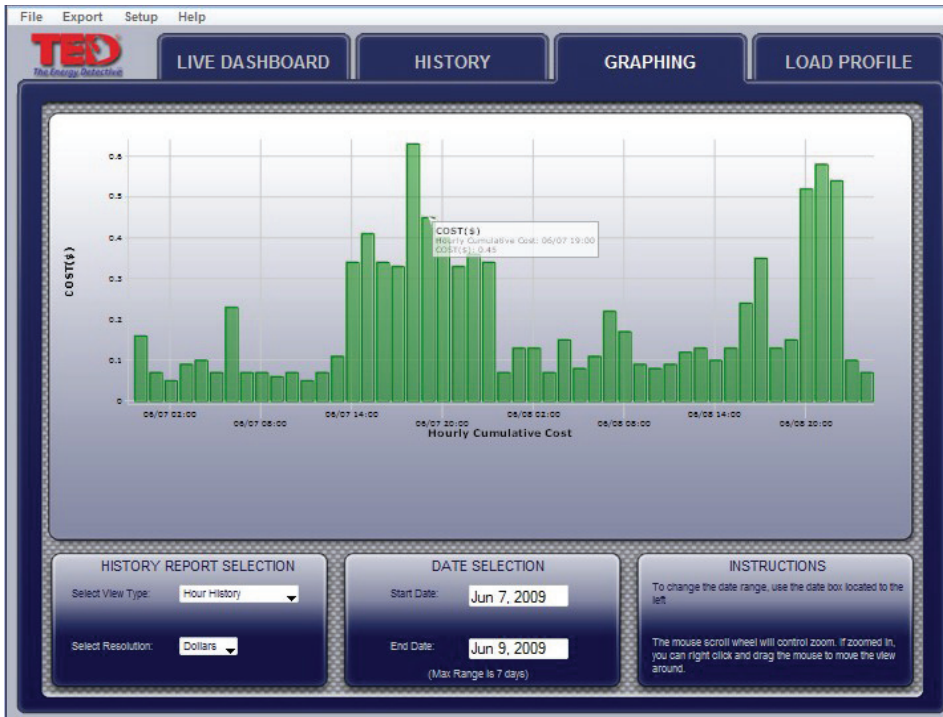 File Export Setup Help
TED
The Energy Detective
LIVE DASHBOARD HISTORY GRAPHING LOAD PROFILE
0.6
0.5
0.4
0.3
0.2
0.1
0
COST($)
COST($)
Hourly Cumulative Cost: 06/07 19:00
COST($): 0.45
06/07 02:00 06/07 08:00 06/07 14:00 06/07 20:00 06/08 02:00 06/08 08:00 06/08 14:00 06/08 20:00
Hourly Cumulative Cost
HISTORY REPORT SELECTION
Select View Type: Hour History
Select Resolution: Dollars
DATE SELECTION
Start Date: Jun 7, 2009
End Date: Jun 9, 2009
(Max Range is 7 days)
INSTRUCTIONS
To change the date range, use the date box located to the
left
The mouse scroll wheel will control zoom. If zoomed in,
you can right click and drag the mouse to move the view
around.